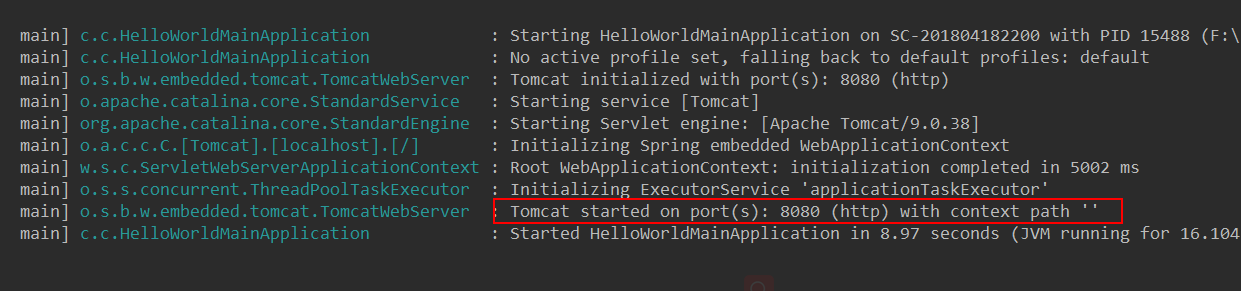 main] c.c.HelloWorldMainApplication : Starting HelloWorldMainApplication on SC-201804182200 with PID 15488 (F:\
main] c.c.HelloWorldMainApplication : No active profile set, falling back to default profiles: default
main] o.s.b.w.embedded.tomcat.TomcatWebServer : Tomcat initialized with port(s): 8080 (http)
main] o.apache.catalina.core.StandardService : Starting service [Tomcat]
main] org.apache.catalina.core.StandardEngine : Starting Servlet engine: [Apache Tomcat/9.0.38]
main] o.a.c.c.C.[Tomcat].[localhost].[/] : Initializing Spring embedded WebApplicationContext
main] w.s.c.ServletWebServerApplicationContext : Root WebApplicationContext: initialization completed in 5002 ms
main] o.s.s.concurrent.ThreadPoolTaskExecutor : Initializing ExecutorService 'applicationTaskExecutor'
main] o.s.b.w.embedded.tomcat.TomcatWebServer : Tomcat started on port(s): 8080 (http) with context path ''
main] c.c.HelloWorldMainApplication : Started HelloWorldMainApplication in 8.97 seconds (JVM running for 16.104